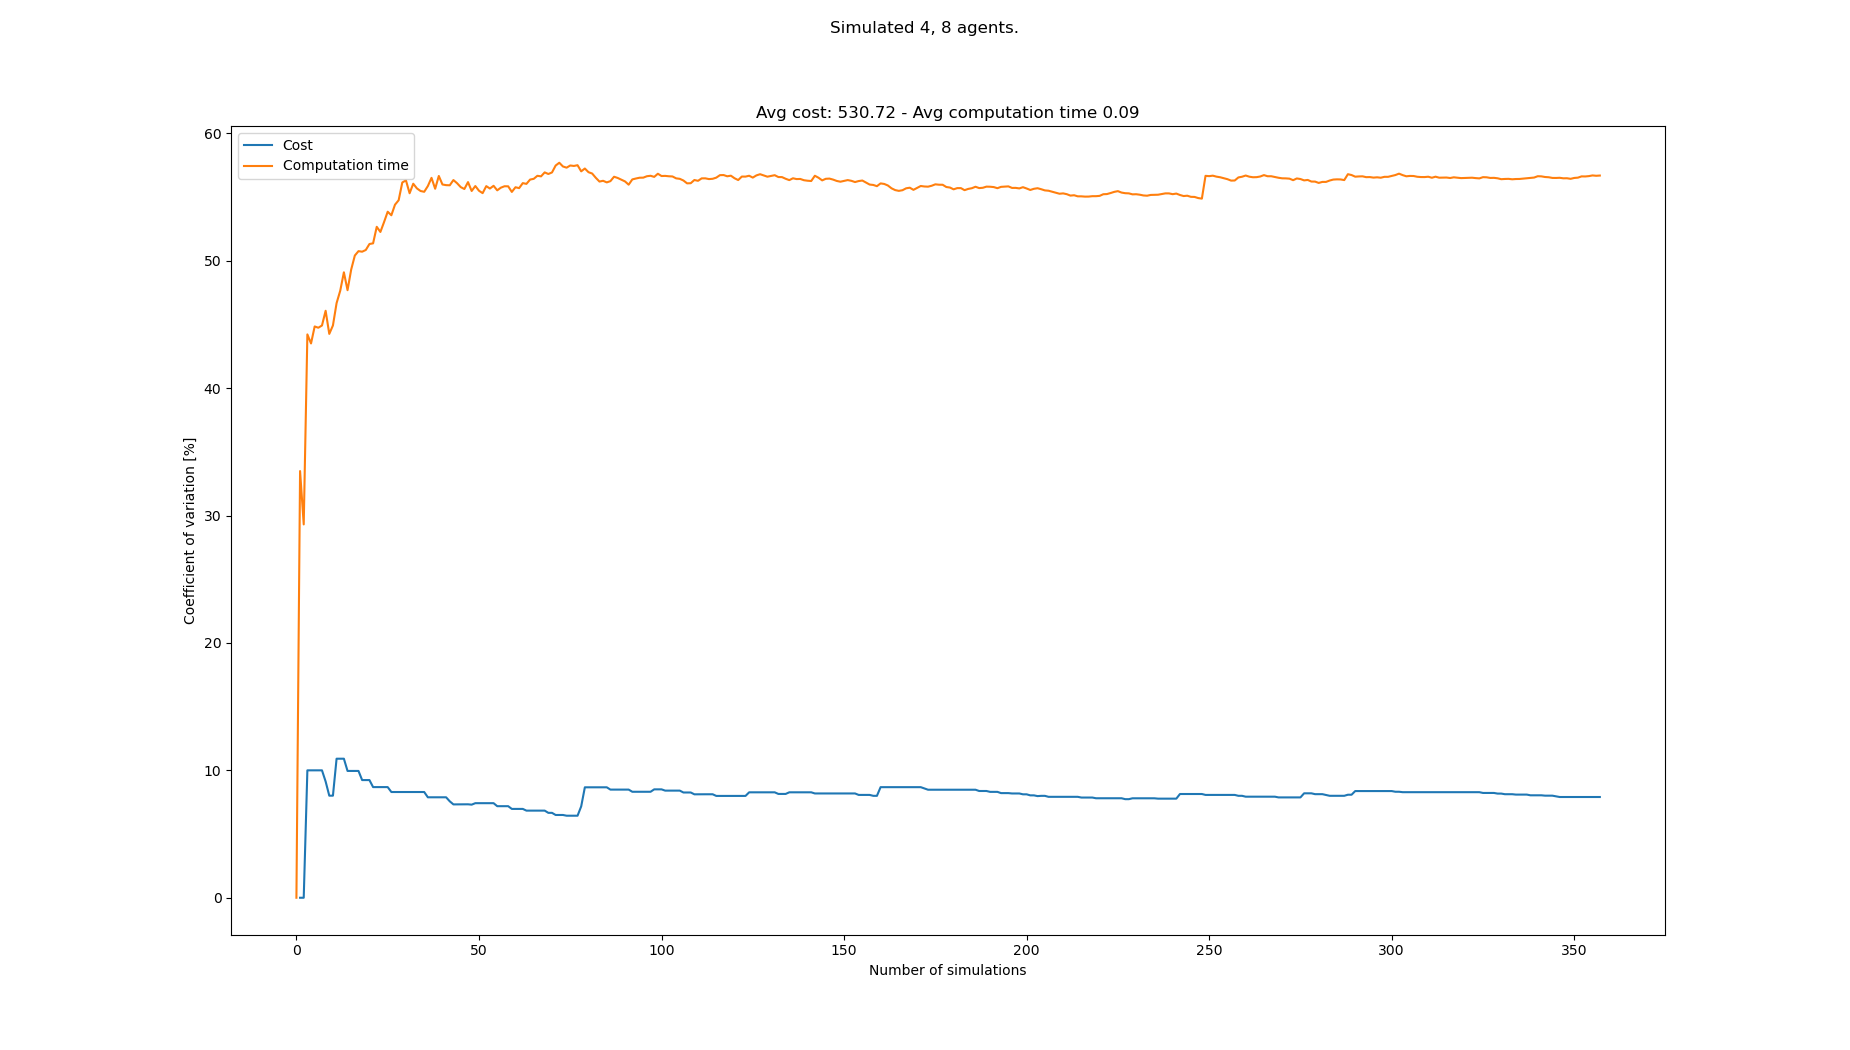 Simulated 4, 8 agents.
Avg cost: 530.72 - Avg computation time 0.09
Cost
Computation time
60
50
40
30
20
10
0
Coefficient of variation [%]
0 50 100 150 200 250 300 350
Number of simulations